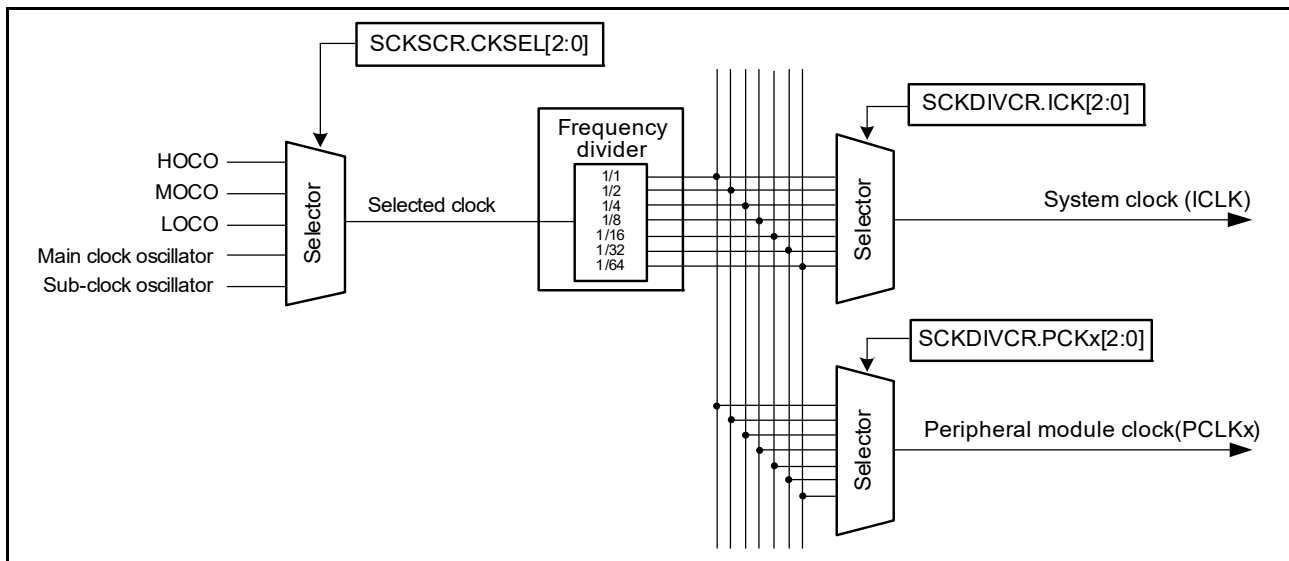 SCKSCR.CKSEL[2:0]
HOCO
MOCO
LOCO
Main clock oscillator
Sub-clock oscillator
Selector
Selected clock
Frequency
divider
1/1
1/2
1/4
1/8
1/16
1/32
1/64
SCKDIVCR.ICK[2:0]
Selector
System clock (ICLK)
SCKDIVCR.PCKx[2:0]
Selector
Peripheral module clock(PCLKx)